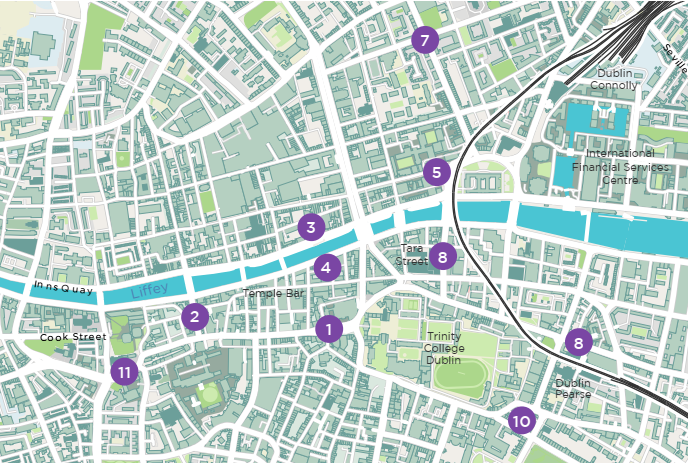 7
Dublin
Connolly
Seville
International
Financial Services
Centre
5
3
Tara
Street
8
4
Inns Quay
Liffey
Temple Bar
2
1
Cook Street
Trinity
College
Dublin
8
11
Dublin
Pearse
10